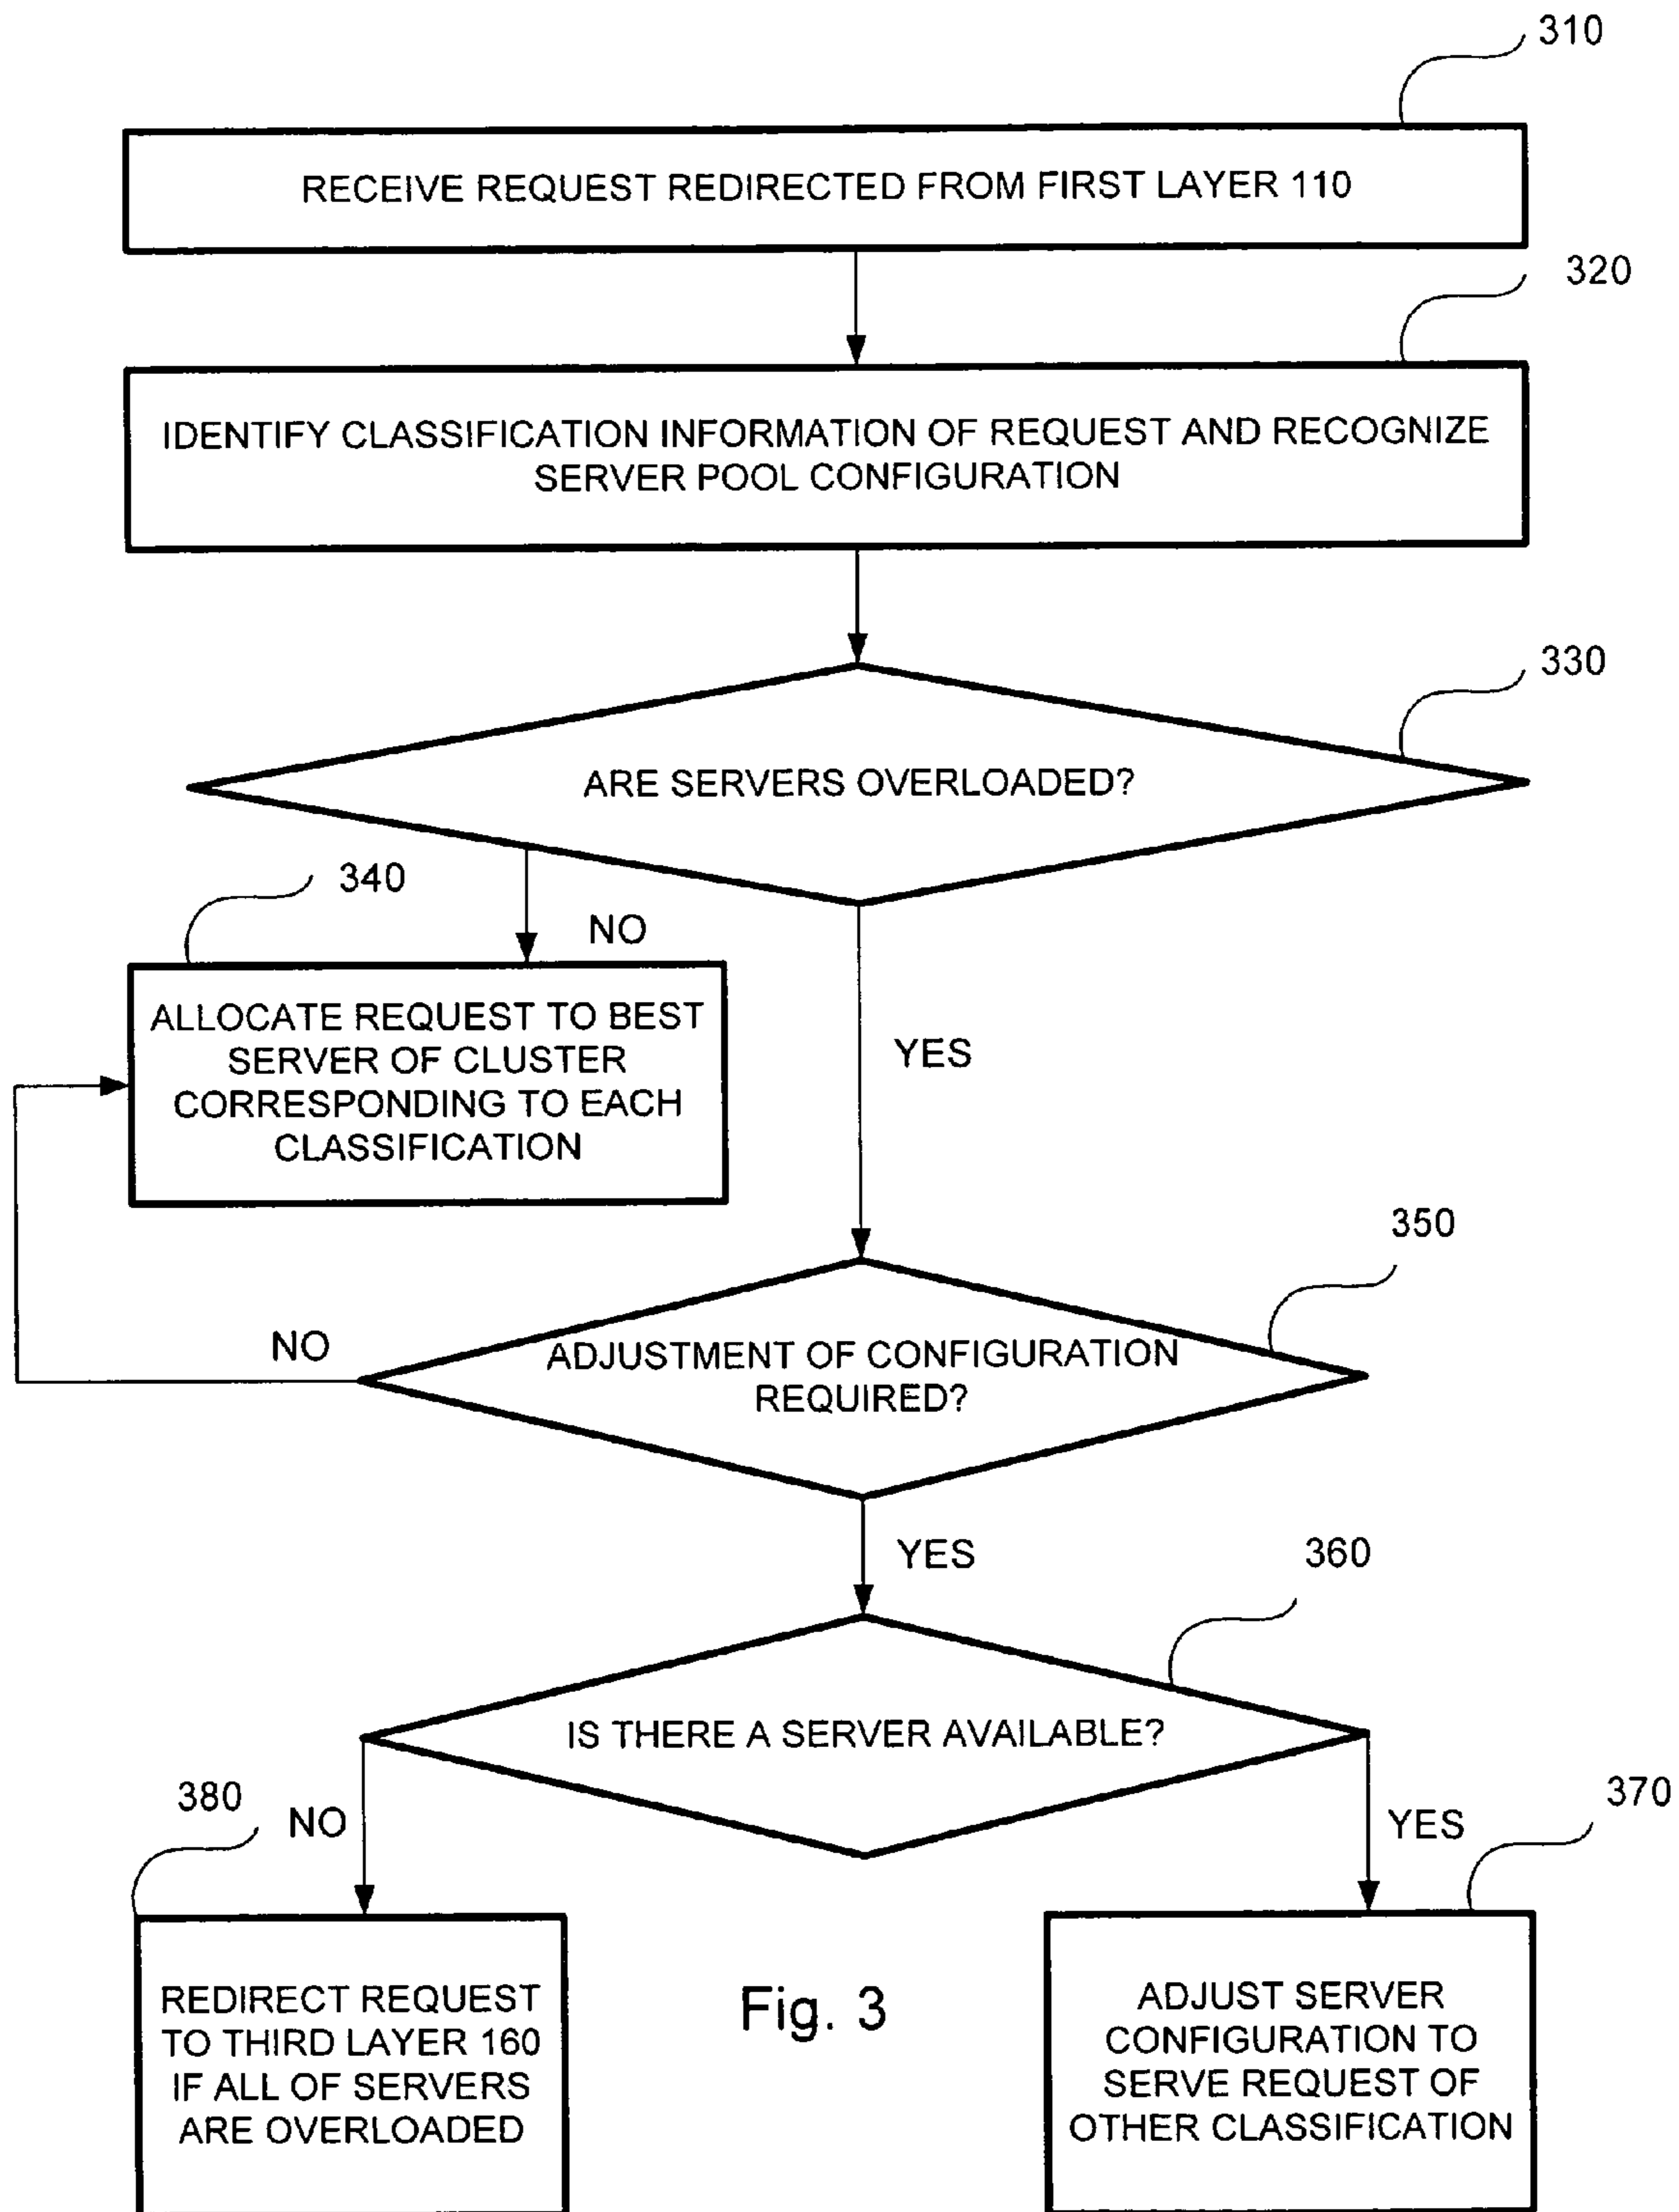 310
RECEIVE REQUEST REDIRECTED FROM FIRST LAYER 110
320
IDENTIFY CLASSIFICATION INFORMATION OF REQUEST AND RECOGNIZE
SERVER POOL CONFIGURATION
330
ARE SERVERS OVERLOADED?
340
NO
ALLOCATE REQUEST TO BEST
SERVER OF CLUSTER
CORRESPONDING TO EACH
CLASSIFICATION
YES
350
NO
ADJUSTMENT OF CONFIGURATION
REQUIRED?
YES
360
IS THERE A SERVER AVAILABLE?
380
NO
YES
370
REDIRECT REQUEST
TO THIRD LAYER 160
IF ALL OF SERVERS
ARE OVERLOADED
Fig. 3
ADJUST SERVER
CONFIGURATION TO
SERVE REQUEST OF
OTHER CLASSIFICATION